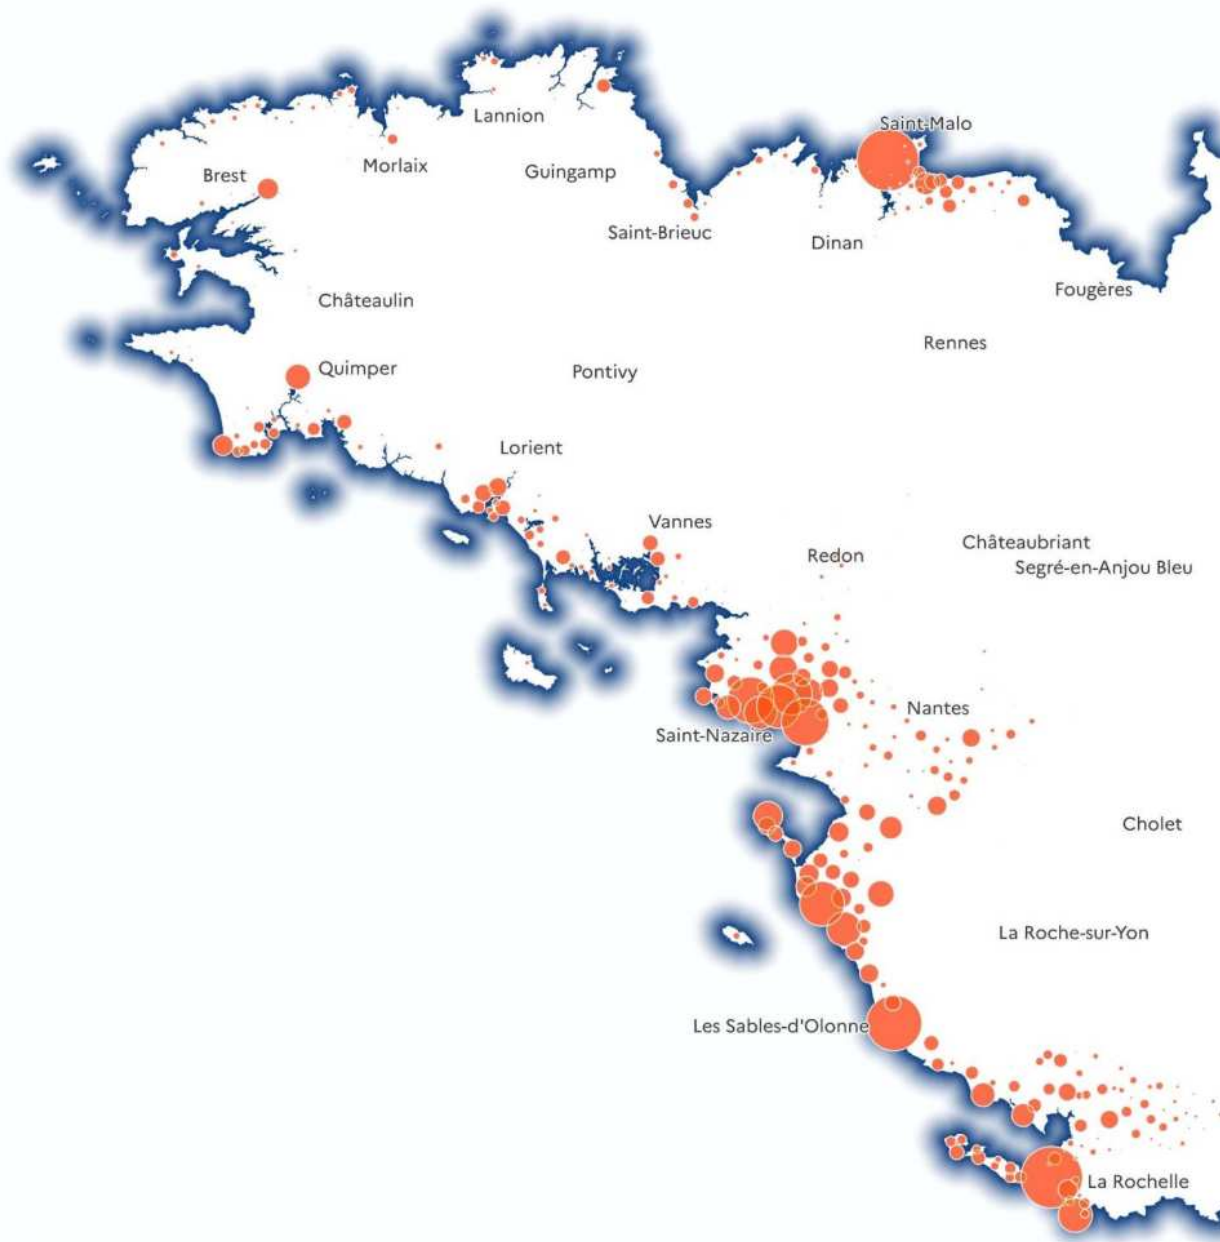 Saint-Malo
Lannion
Morlaix
Guingamp
Brest
Saint-Brieuc
Dinan
Fougères
Châteaulin
Rennes
Quimper
Pontivy
Lorient
Vannes
Châteaubriant
Redon
Segré-en-Anjou Bleu
Nantes
Saint-Nazaire
Cholet
La Roche-sur-Yon
Les Sables-d'Olonne
La Rochelle